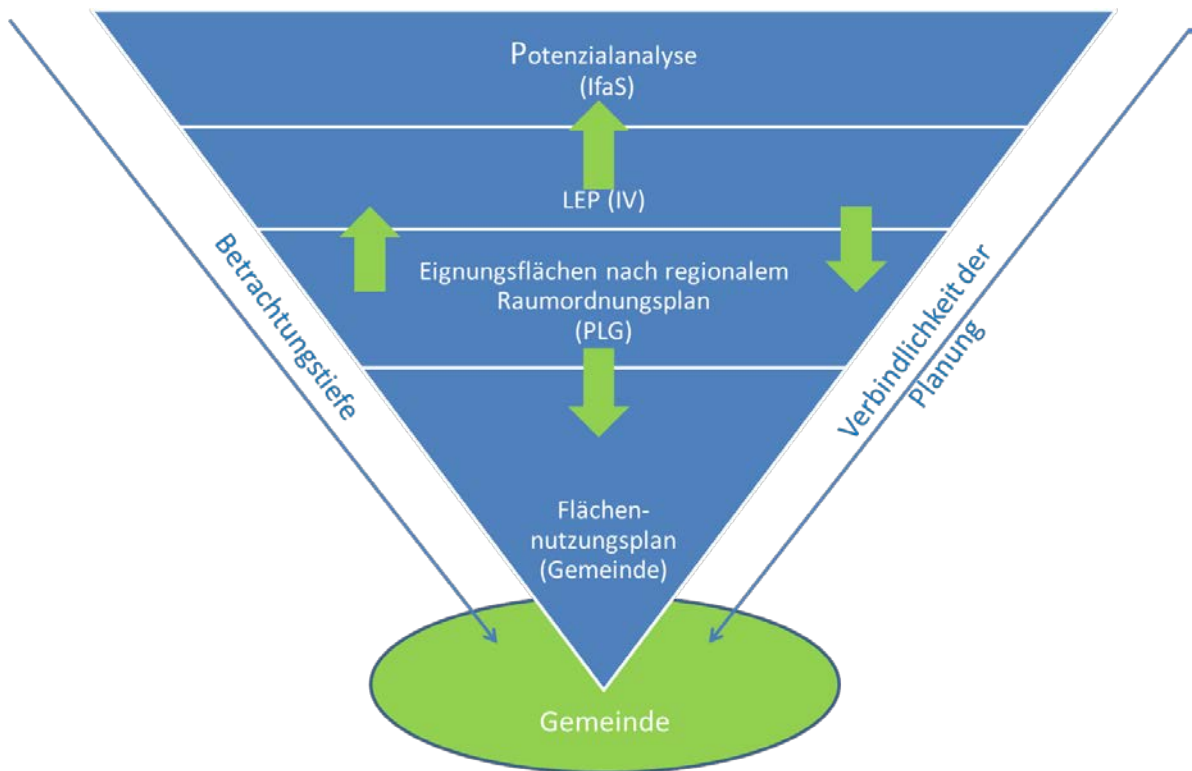 Potenzialanalyse
(IfaS)
LEP (IV)
Eignungsflächen nach regionalem
Raumordnungsplan
(PLG)
Flächen-
nutzungsplan
(Gemeinde)
Gemeinde
Betrachtungstiefe
Verbindlichkeit der
Planung